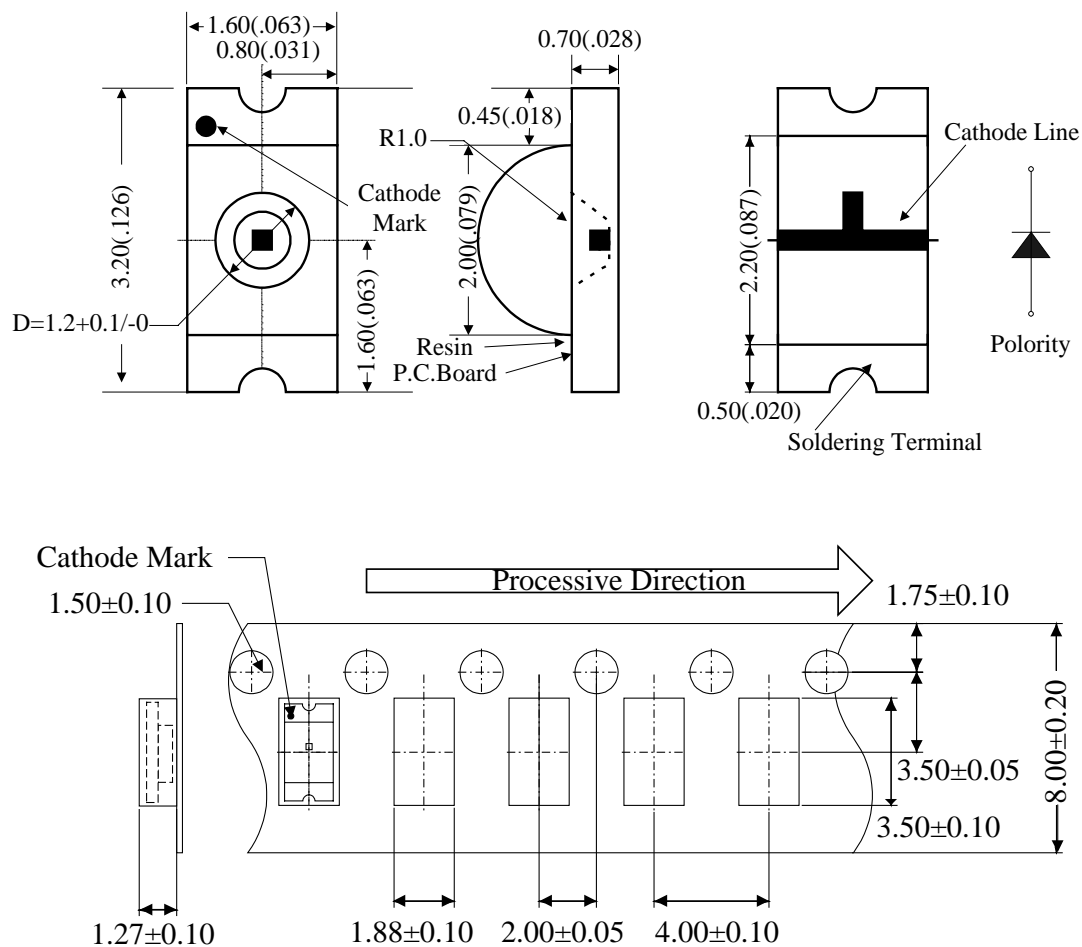 1.60(.063)
0.80(.031)
0.70(.028)
0.45(.018)
R1.0
Cathode Line
Cathode
Mark
3.20(.126)
2.00(.079)
2.20(.087)
1.60(.063)
D=1.2+0.1/-0
Resin
P.C.Board
Polority
0.50(.020)
Soldering Terminal
Cathode Mark
Processive Direction
1.50±0.10
1.75±0.10
8.00±0.20
3.50±0.05
3.50±0.10
1.27±0.10
1.88±0.10
2.00±0.05
4.00±0.10